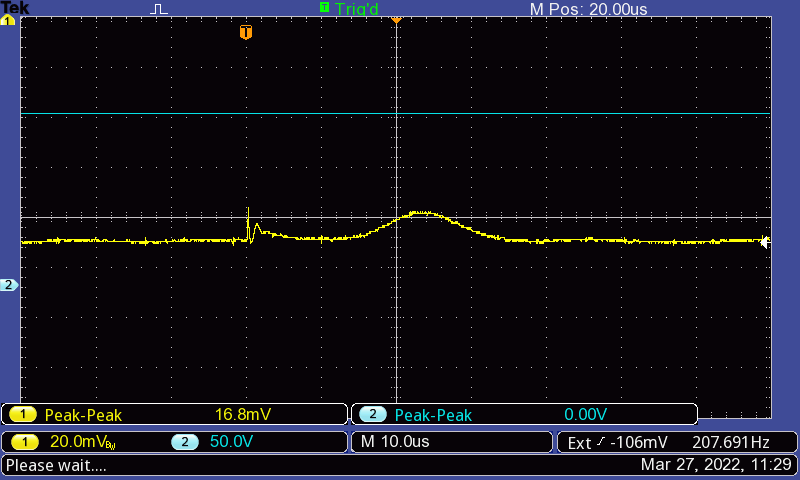 Tek T Trig'd M Pos: 20.00us
1
T
2
1 Peak-Peak 16.8mV 2 Peak-Peak 0.00V
1 20.0mVBW 2 50.0V M 10.0us Ext -106mV 207.691Hz
Please wait.... Mar 27, 2022, 11:29